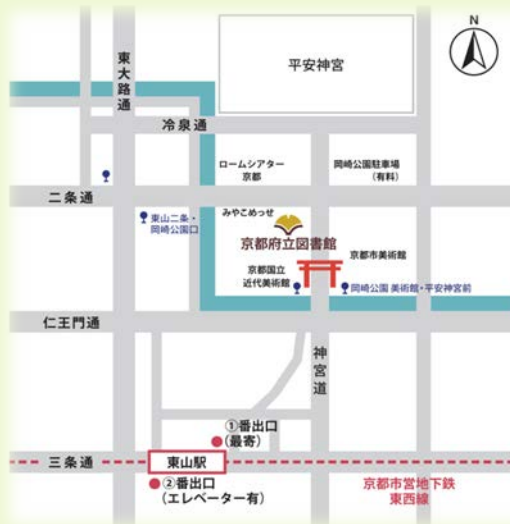 N
平安神宮
東大路通
冷泉通
ロームシアター
京都
岡崎公園駐車場
(有料)
二条通
東山二条・
岡崎公園口
みやこめっせ
京都府立図書館
京都国立
近代美術館
京都市美術館
岡崎公園 美術館・平安神宮前
仁王門通
神宮道
①番出口
(最寄)
三条通
東山駅
②番出口
(エレベーター有)
京都市営地下鉄
東西線